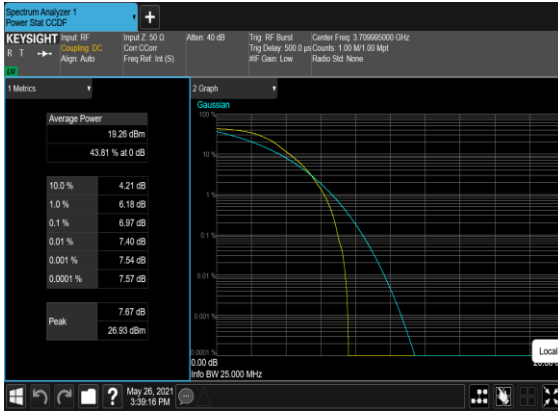 Spectrum Analyzer 1
Power Stat CCDF
+
KEYSIGHT
R T
LXI
Input: RF
Coupling: DC
Align: Auto
Input Z: 50 Ω
Corr CCorr
Freq Ref: Int (S)
Atten: 40 dB
Trig: RF Burst
Trig Delay: 500.0 µs
#IF Gain: Low
Center Freq: 3.709995000 GHz
Counts: 1.00 M/1.00 Mpt
Radio Std: None
1 Metrics
Average Power
19.26 dBm
43.81 % at 0 dB
10.0 % 4.21 dB
1.0 % 6.18 dB
0.1 % 6.97 dB
0.01 % 7.40 dB
0.001 % 7.54 dB
0.0001 % 7.57 dB
Peak
7.67 dB
26.93 dBm
2 Graph
Gaussian
100 %
10 %
1 %
0.1 %
0.01 %
0.001 %
0.0001 %
0.00 dB
Info BW 25.000 MHz
Local
?
May 26, 2021
3:39:16 PM